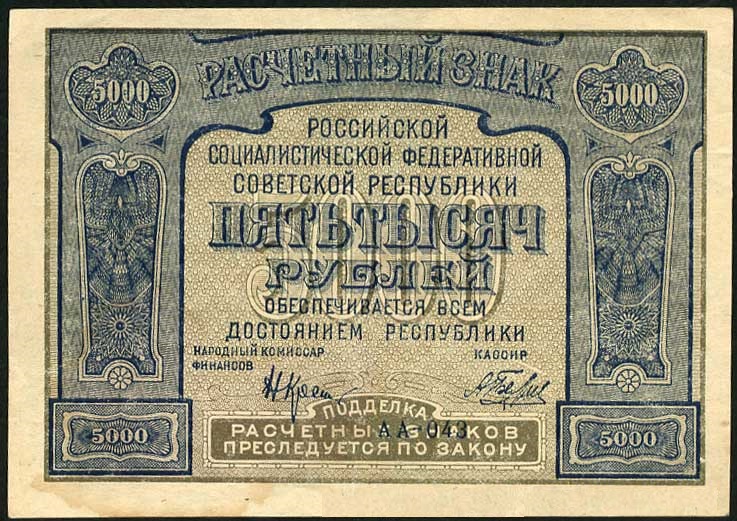 РАСЧЕТНЫЙ ЗНАК
5000
5000
РОССИЙСКОЙ
СОЦИАЛИСТИЧЕСКОЙ ФЕДЕРАТИВНОЙ
СОВЕТСКОЙ РЕСПУБЛИКИ
5000
ПЯТЬ ТЫСЯЧ
РУБЛЕЙ
ОБЕСПЕЧИВАЕТСЯ ВСЕМ
ДОСТОЯНИЕМ РЕСПУБЛИКИ
НАРОДНЫЙ КОМИССАР
ФИНАНСОВ
КАССИР
ПОДДЕЛКА
РАСЧЕТНЫХ ЗНАКОВ
АА-043
ПРЕСЛЕДУЕТСЯ ПО ЗАКОНУ
5000
5000